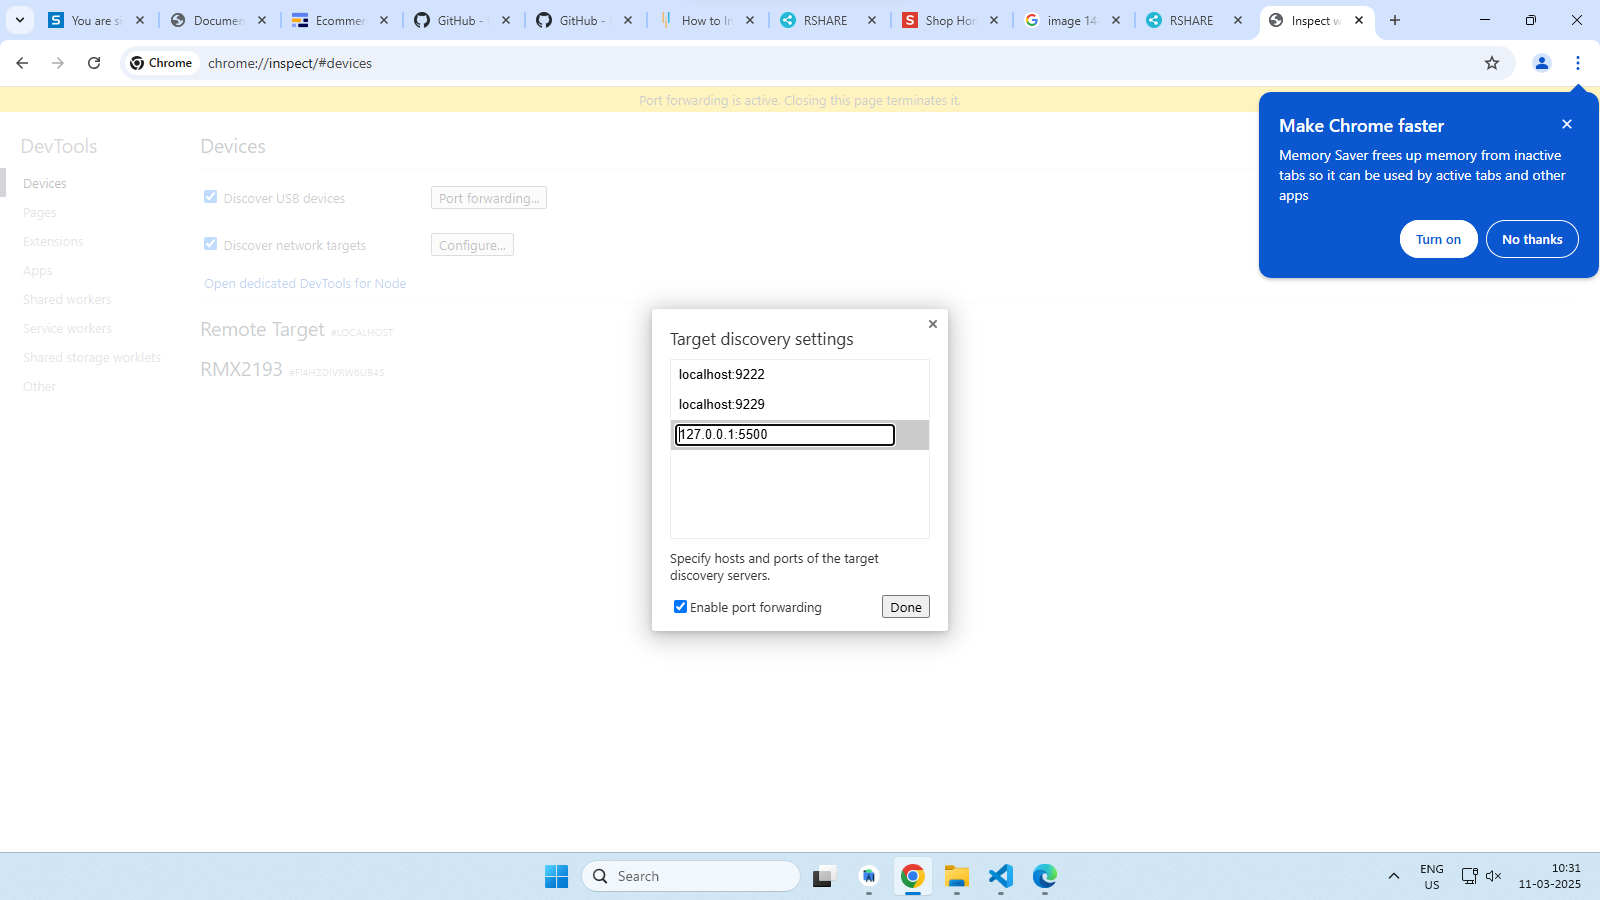 You are si
Documen
Ecommer
GitHub -
GitHub -
How to In
RSHARE
Shop Hor
image 14
RSHARE
Inspect w
Chrome
chrome://inspect/#devices
Port forwarding is active. Closing this page terminates it.
Make Chrome faster
Memory Saver frees up memory from inactive
tabs so it can be used by active tabs and other
apps
Turn on
No thanks
DevTools
Devices
Pages
Extensions
Apps
Shared workers
Service workers
Shared storage worklets
Other
Devices
Discover USB devices
Port forwarding...
Discover network targets
Configure...
Open dedicated DevTools for Node
Remote Target #LOCALHOST
RMX2193
Target discovery settings
localhost:9222
localhost:9229
127.0.0.1:5500
Specify hosts and ports of the target
discovery servers.
Enable port forwarding
Done
Search
ENG
US
10:31
11-03-2025